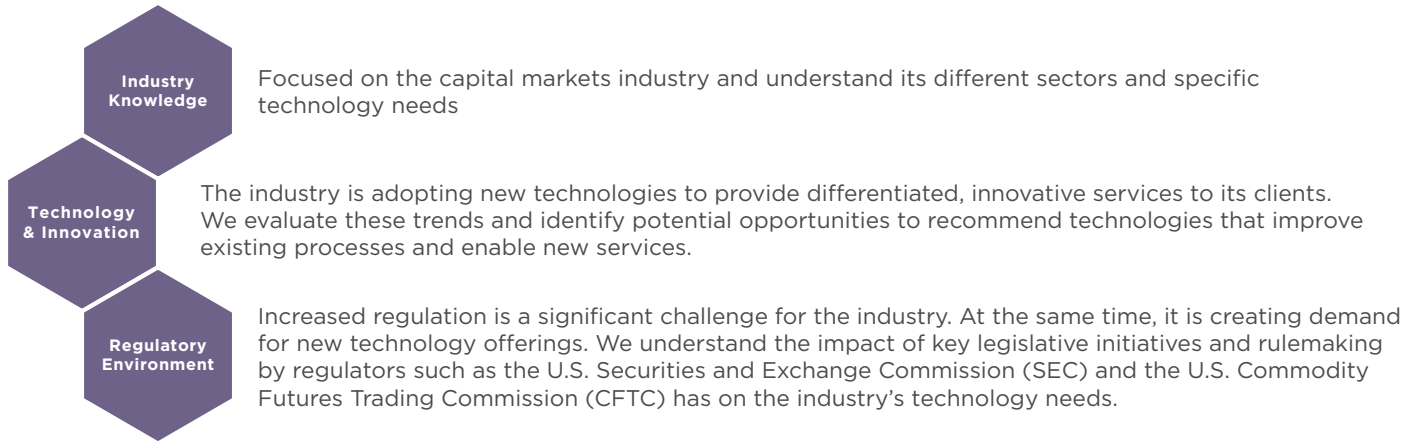 Industry
Knowledge
Focused on the capital markets industry and understand its different sectors and specific
technology needs
Technology
& Innovation
The industry is adopting new technologies to provide differentiated, innovative services to its clients.
We evaluate these trends and identify potential opportunities to recommend technologies that improve
existing processes and enable new services.
Regulatory
Environment
Increased regulation is a significant challenge for the industry. At the same time, it is creating demand
for new technology offerings. We understand the impact of key legislative initiatives and rulemaking
by regulators such as the U.S. Securities and Exchange Commission (SEC) and the U.S. Commodity
Futures Trading Commission (CFTC) has on the industry’s technology needs.